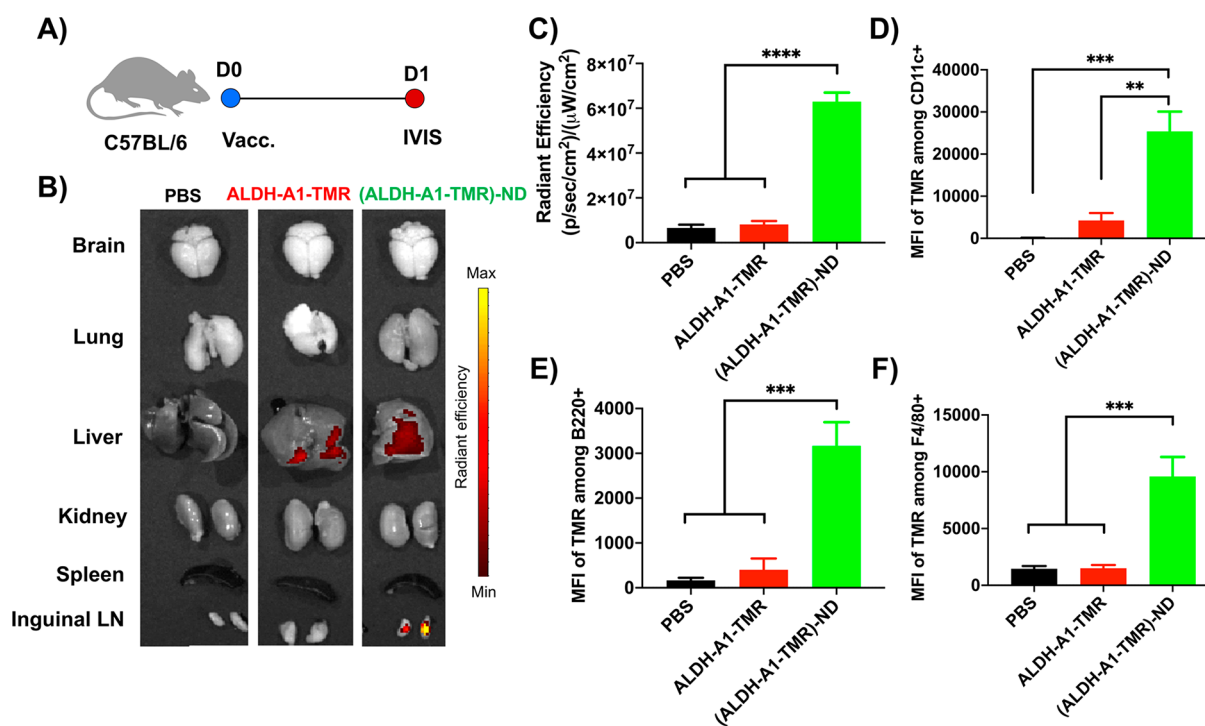 A)
D0
D1
C57BL/6
Vacc.
IVIS
B)
PBS
ALDH-A1-TMR
(ALDH-A1-TMR)-ND
Brain
Lung
Liver
Kidney
Spleen
Inguinal LN
Max
Radiant efficiency
Min
C)
Radiant Efficiency
(p/sec/cm²)/(μW/cm²)
8×10⁷
6×10⁷
4×10⁷
2×10⁷
0
****
PBS
ALDH-A1-TMR
(ALDH-A1-TMR)-ND
D)
MFI of TMR among CD11c+
40000
30000
20000
10000
0
***
**
PBS
ALDH-A1-TMR
(ALDH-A1-TMR)-ND
E)
MFI of TMR among B220+
4000
3000
2000
1000
0
***
PBS
ALDH-A1-TMR
(ALDH-A1-TMR)-ND
F)
MFI of TMR among F4/80+
15000
10000
5000
0
***
PBS
ALDH-A1-TMR
(ALDH-A1-TMR)-ND